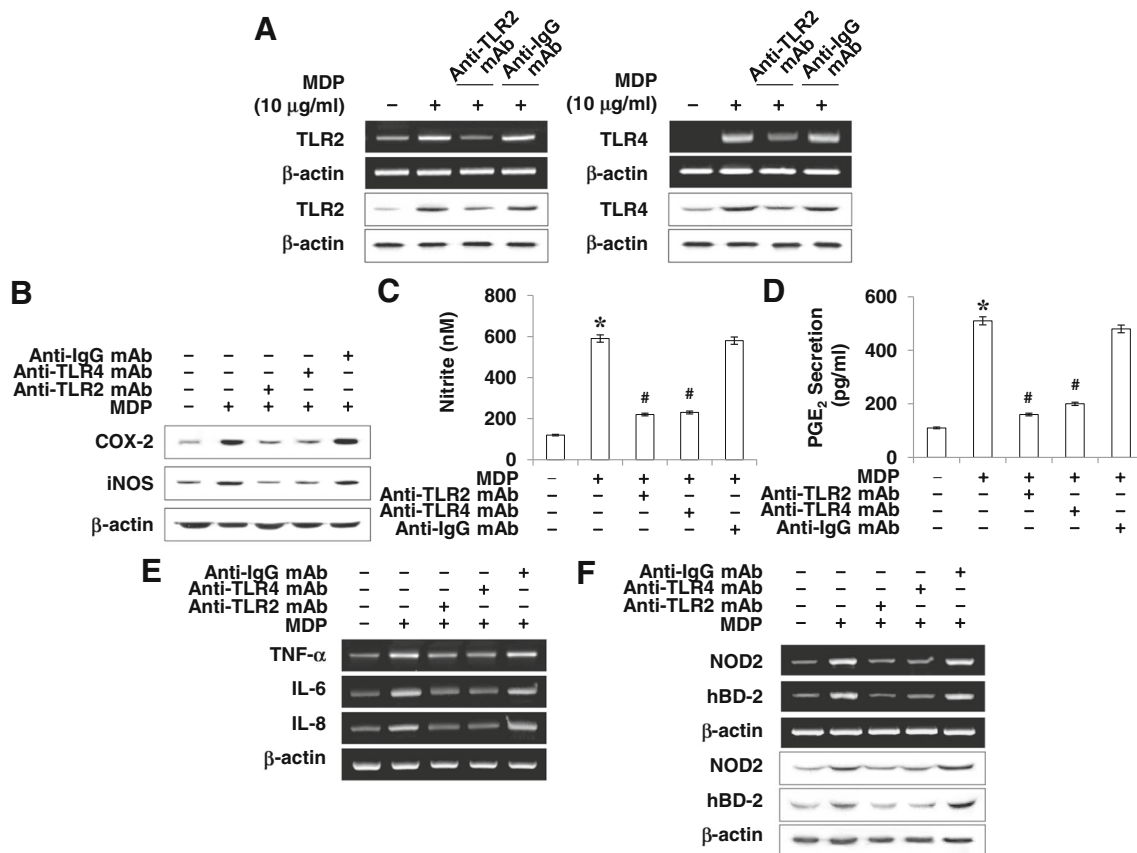 A
Anti-TLR2 mAb
Anti-IgG mAb
MDP
(10 μg/ml) – + + +
TLR2
β-actin
TLR2
β-actin
Anti-TLR2 mAb
Anti-IgG mAb
MDP
(10 μg/ml) – + + +
TLR4
β-actin
TLR4
β-actin
B
Anti-IgG mAb – – – – +
Anti-TLR4 mAb – – – + –
Anti-TLR2 mAb – – + – –
MDP – + + + +
COX-2
iNOS
β-actin
C
Nitrite (nM)
800
600
400
200
0
*
#
#
MDP – + + + +
Anti-TLR2 mAb – – + – –
Anti-TLR4 mAb – – – + –
Anti-IgG mAb – – – – +
D
PGE2 Secretion
(pg/ml)
600
400
200
0
*
#
#
MDP – + + + +
Anti-TLR2 mAb – – + – –
Anti-TLR4 mAb – – – + –
Anti-IgG mAb – – – – +
E
Anti-IgG mAb – – – – +
Anti-TLR4 mAb – – – + –
Anti-TLR2 mAb – – + – –
MDP – + + + +
TNF-α
IL-6
IL-8
β-actin
F
Anti-IgG mAb – – – – +
Anti-TLR4 mAb – – – + –
Anti-TLR2 mAb – – + – –
MDP – + + + +
NOD2
hBD-2
β-actin
NOD2
hBD-2
β-actin